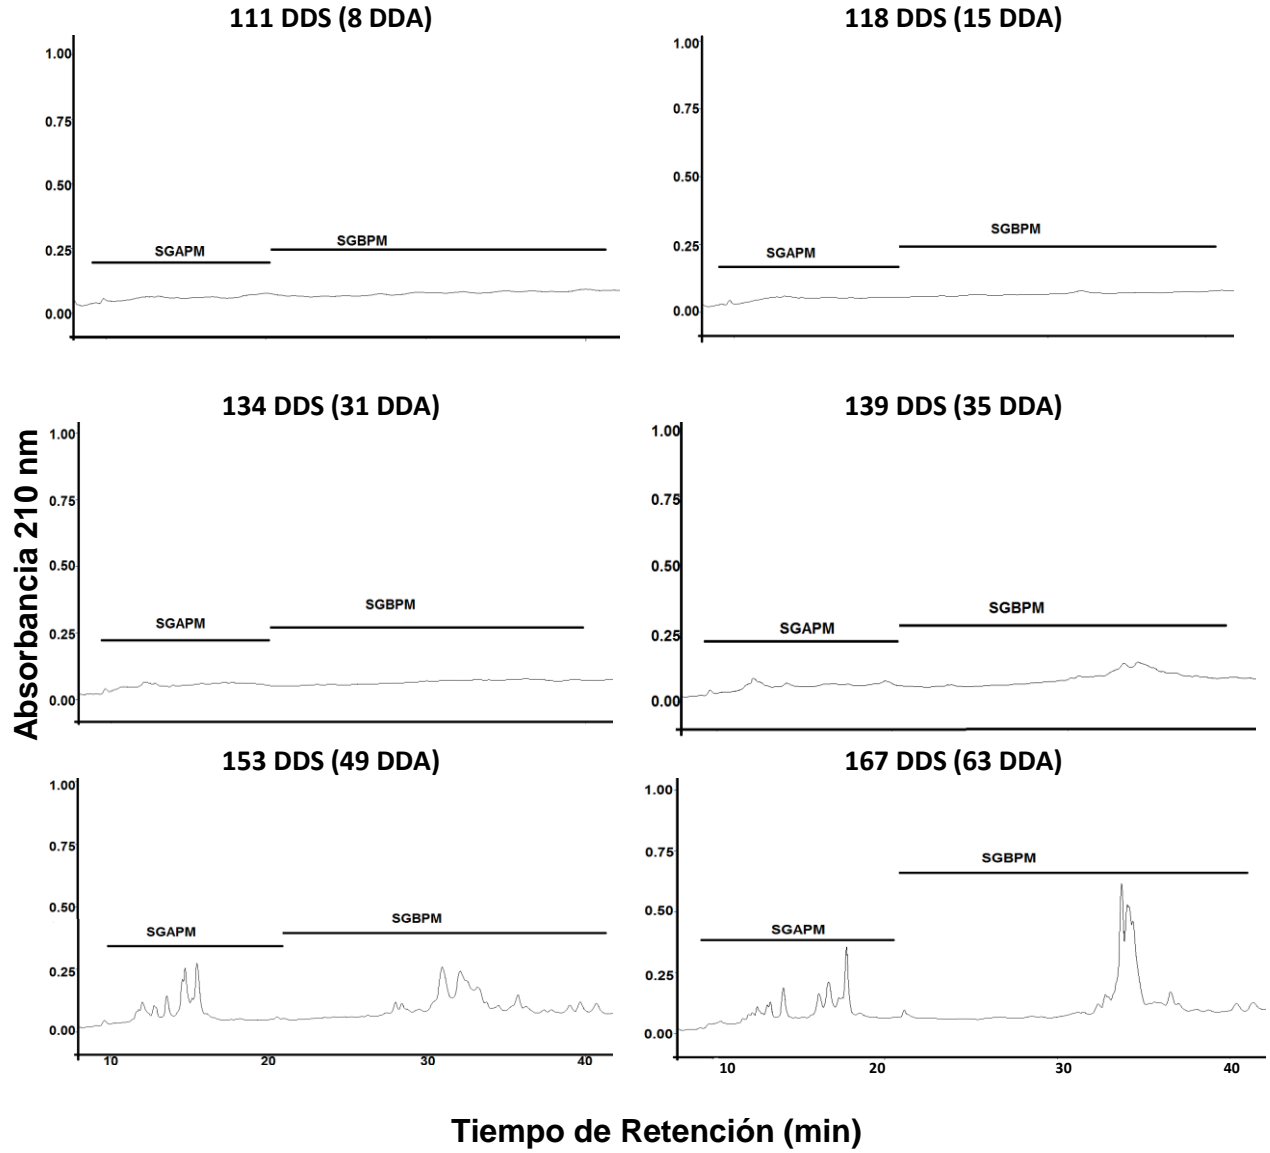 111 DDS (8 DDA)
1.00
0.75
0.50
0.25
0.00
SGAPM
SGBPM
118 DDS (15 DDA)
1.00
0.75
0.50
0.25
0.00
SGAPM
SGBPM
Absorbancia 210 nm
134 DDS (31 DDA)
1.00
0.75
0.50
0.25
0.00
SGAPM
SGBPM
139 DDS (35 DDA)
1.00
0.75
0.50
0.25
0.00
SGAPM
SGBPM
153 DDS (49 DDA)
1.00
0.75
0.50
0.25
0.00
SGAPM
SGBPM
10 20 30 40
167 DDS (63 DDA)
1.00
0.75
0.50
0.25
0.00
SGAPM
SGBPM
10 20 30 40
Tiempo de Retención (min)